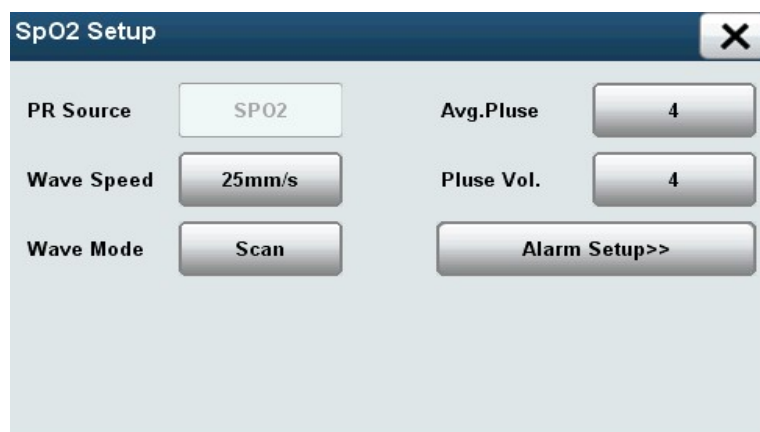 SpO2 Setup
PR Source SPO2 Avg.Pluse 4
Wave Speed 25mm/s Pluse Vol. 4
Wave Mode Scan Alarm Setup>>